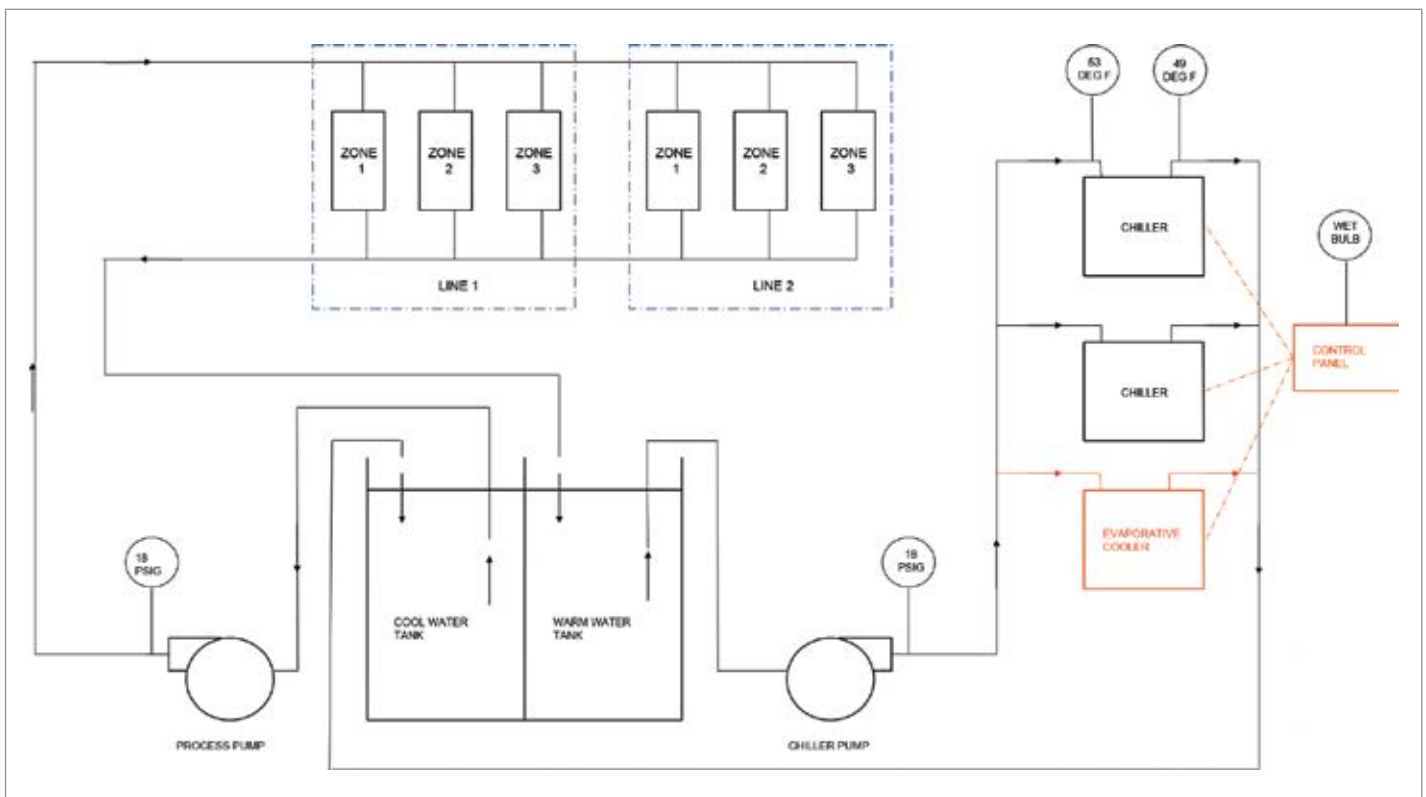 53
DEG F
49
DEG F
ZONE
1
ZONE
2
ZONE
3
ZONE
1
ZONE
2
ZONE
3
LINE 1
LINE 2
CHILLER
WET
BULB
CONTROL
PANEL
CHILLER
EVAPORATIVE
COOLER
18
PSIG
18
PSIG
COOL WATER
TANK
WARM WATER
TANK
PROCESS PUMP
CHILLER PUMP